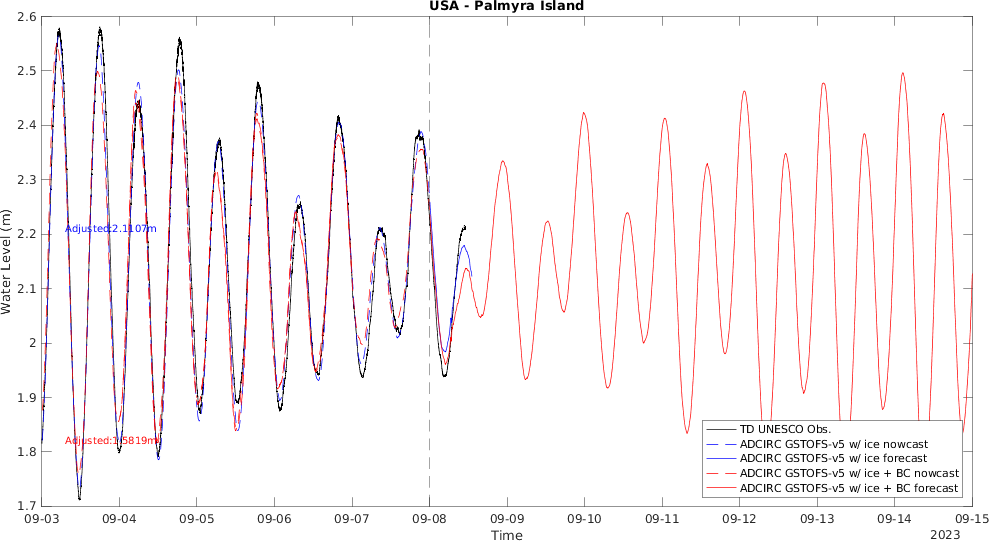 USA - Palmyra Island
2.6
2.5
2.4
2.3
2.2
2.1
2
1.9
1.8
1.7
Water Level (m)
Adjusted:2.1107m
Adjusted:1.5819m
TD UNESCO Obs.
ADCIRC GSTOFS-v5 w/ ice nowcast
ADCIRC GSTOFS-v5 w/ ice forecast
ADCIRC GSTOFS-v5 w/ ice + BC nowcast
ADCIRC GSTOFS-v5 w/ ice + BC forecast
09-03 09-04 09-05 09-06 09-07 09-08 09-09 09-10 09-11 09-12 09-13 09-14 09-15
Time
2023